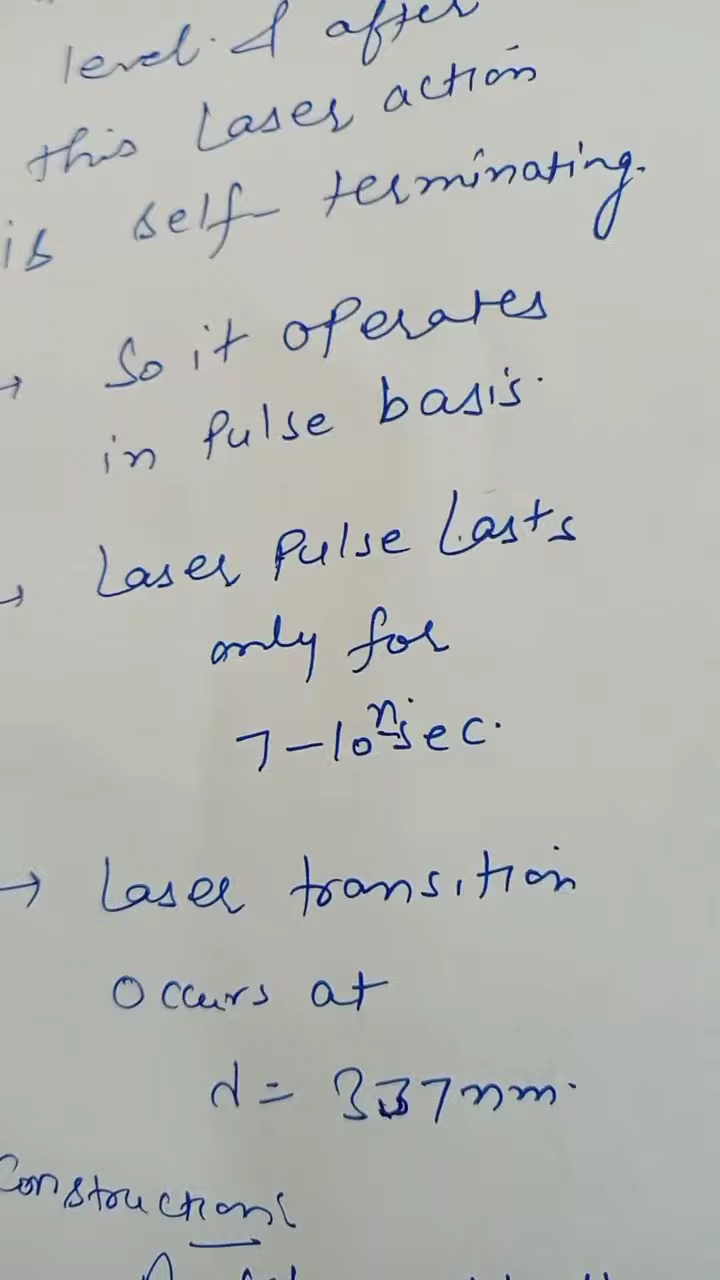 level. & after
this Laser action
is self- terminating.
→ So it operates
in Pulse basis.
→ Laser Pulse Lasts
only for
7-10 nsec.
→ Laser transition
occurs at
λ = 337nm.
Construction: